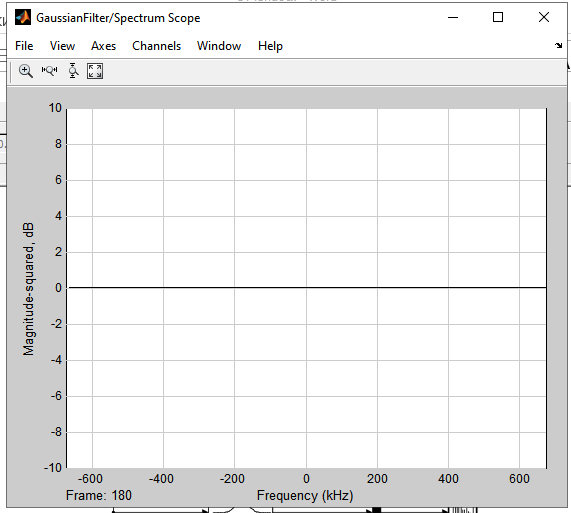 GaussianFilter/Spectrum Scope
File View Axes Channels Window Help
10
8
6
4
2
0
-2
-4
-6
-8
-10
Magnitude-squared, dB
-600 -400 -200 0 200 400 600
Frame: 180 Frequency (kHz)